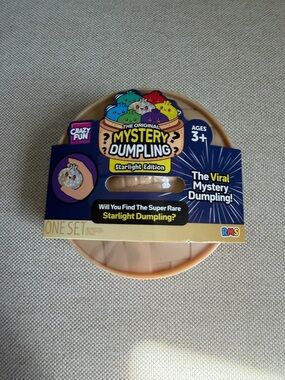 CRAZY
FUN
THE ORIGINAL
MYSTERY
DUMPLING
Starlight Edition
AGES
3+
The Viral
Mystery
Dumpling!
Will You Find The Super Rare
Starlight Dumpling?
ONE SET
RMS